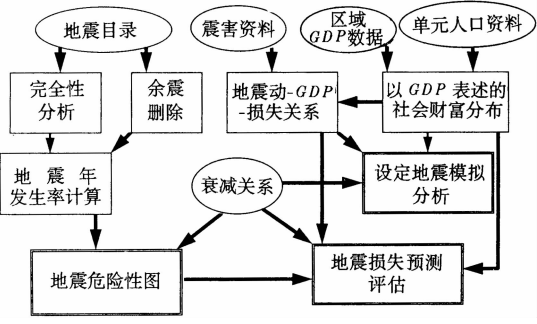 地震目录
震害资料
区域
GDP数据
单元人口资料
完全性
分析
余震
删除
地震动-GDP
-损失关系
以GDP表述的
社会财富分布
地震年
发生率计算
衰减关系
设定地震模拟
分析
地震危险性图
地震损失预测
评估